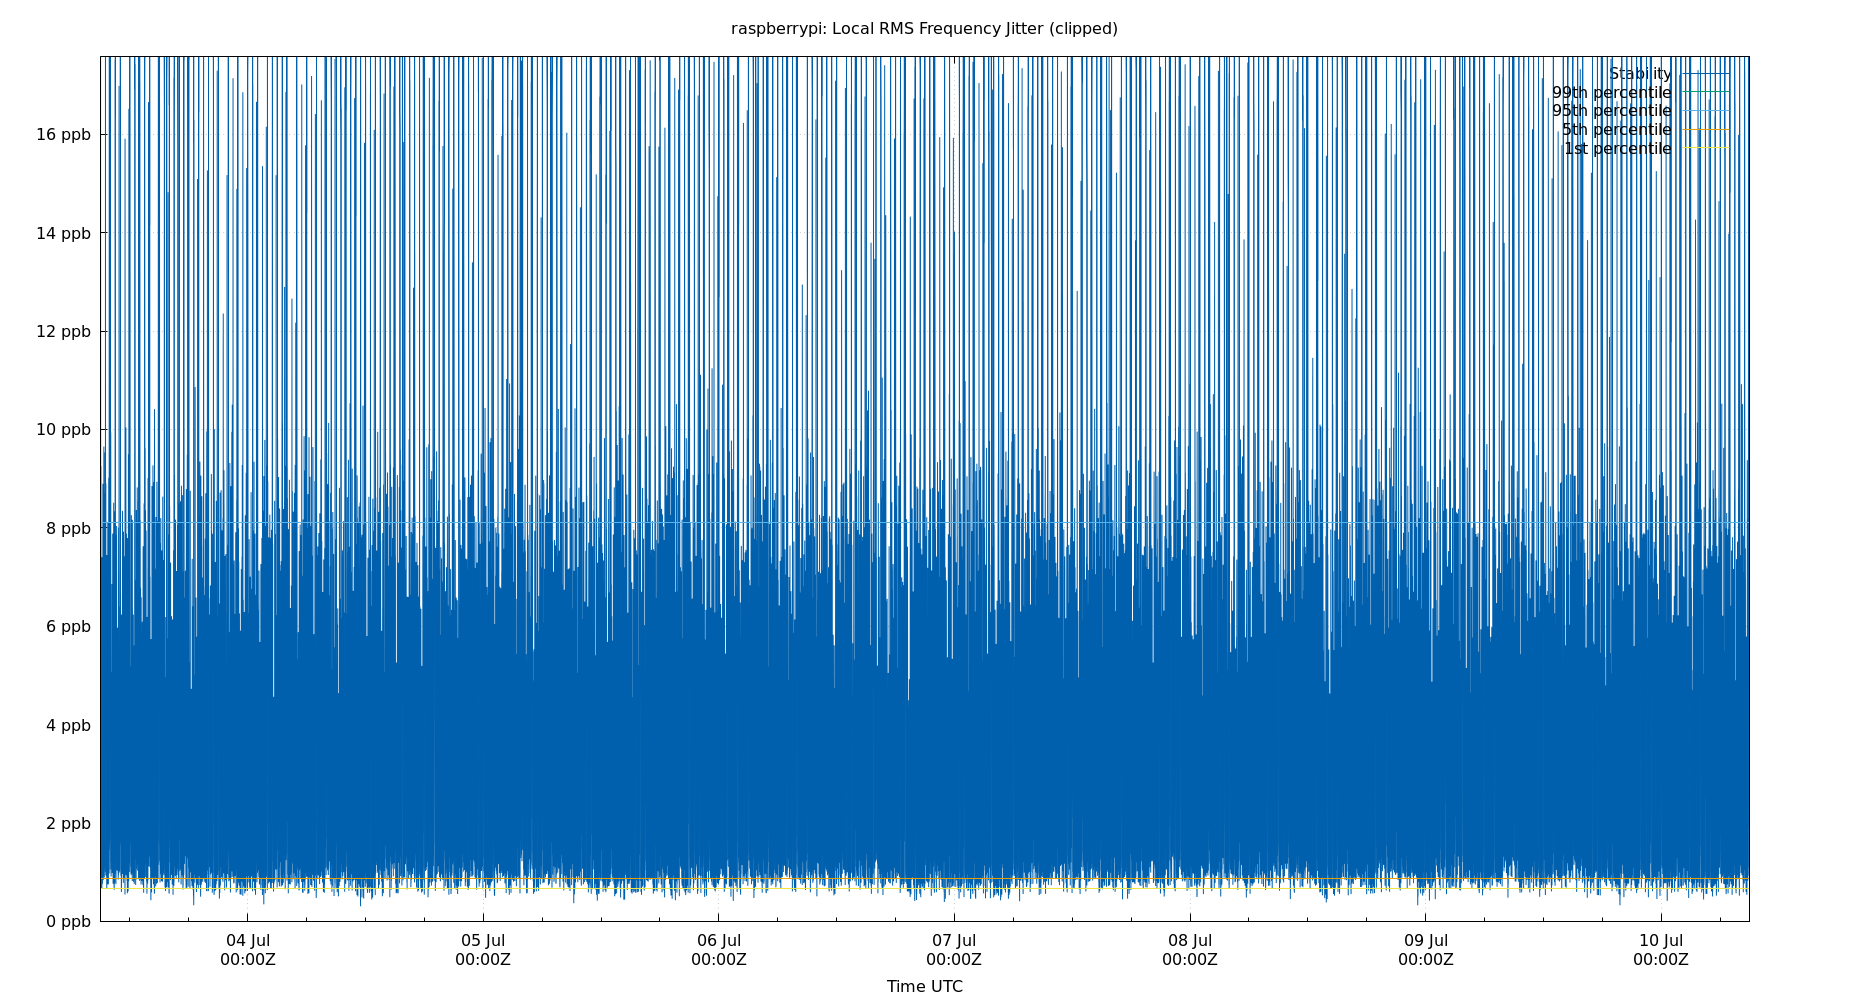 raspberrypi: Local RMS Frequency Jitter (clipped)
Stability
99th percentile
95th percentile
5th percentile
1st percentile
16 ppb
14 ppb
12 ppb
10 ppb
8 ppb
6 ppb
4 ppb
2 ppb
0 ppb
04 Jul 05 Jul 06 Jul 07 Jul 08 Jul 09 Jul 10 Jul
00:00Z 00:00Z 00:00Z 00:00Z 00:00Z 00:00Z 00:00Z
Time UTC